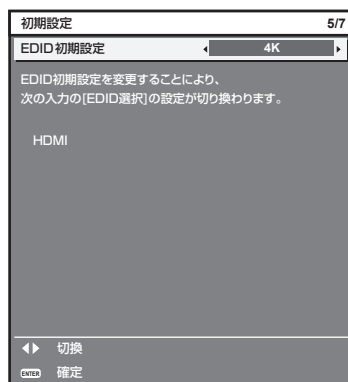 初期設定 5/7
EDID初期設定 4K
EDID初期設定を変更することにより、
次の入力の[EDID選択]の設定が切り換わります。
HDMI
切換
ENTER 確定